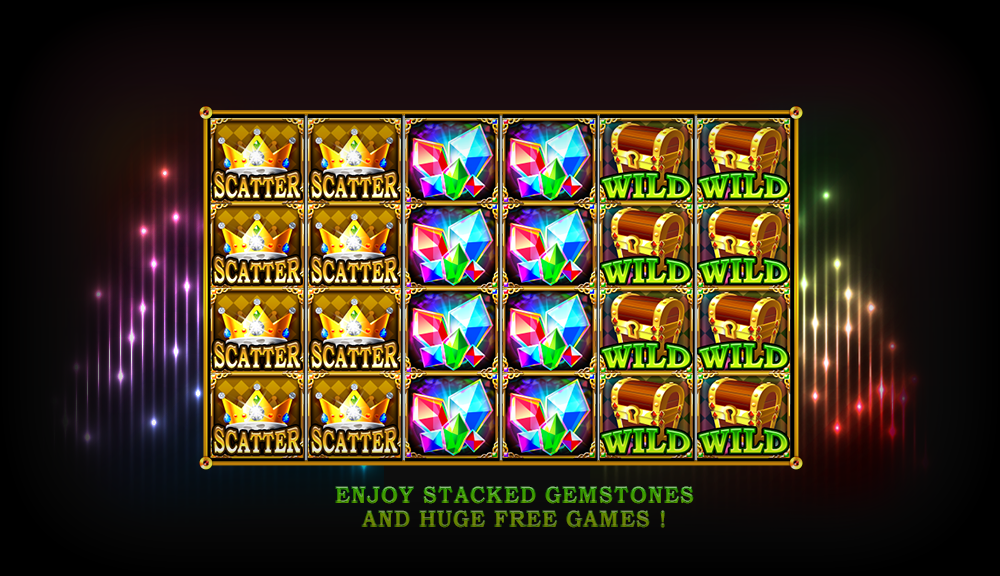 SCATTER SCATTER WILD WILD
SCATTER SCATTER WILD WILD
SCATTER SCATTER WILD WILD
SCATTER SCATTER WILD WILD
ENJOY STACKED GEMSTONES
AND HUGE FREE GAMES !